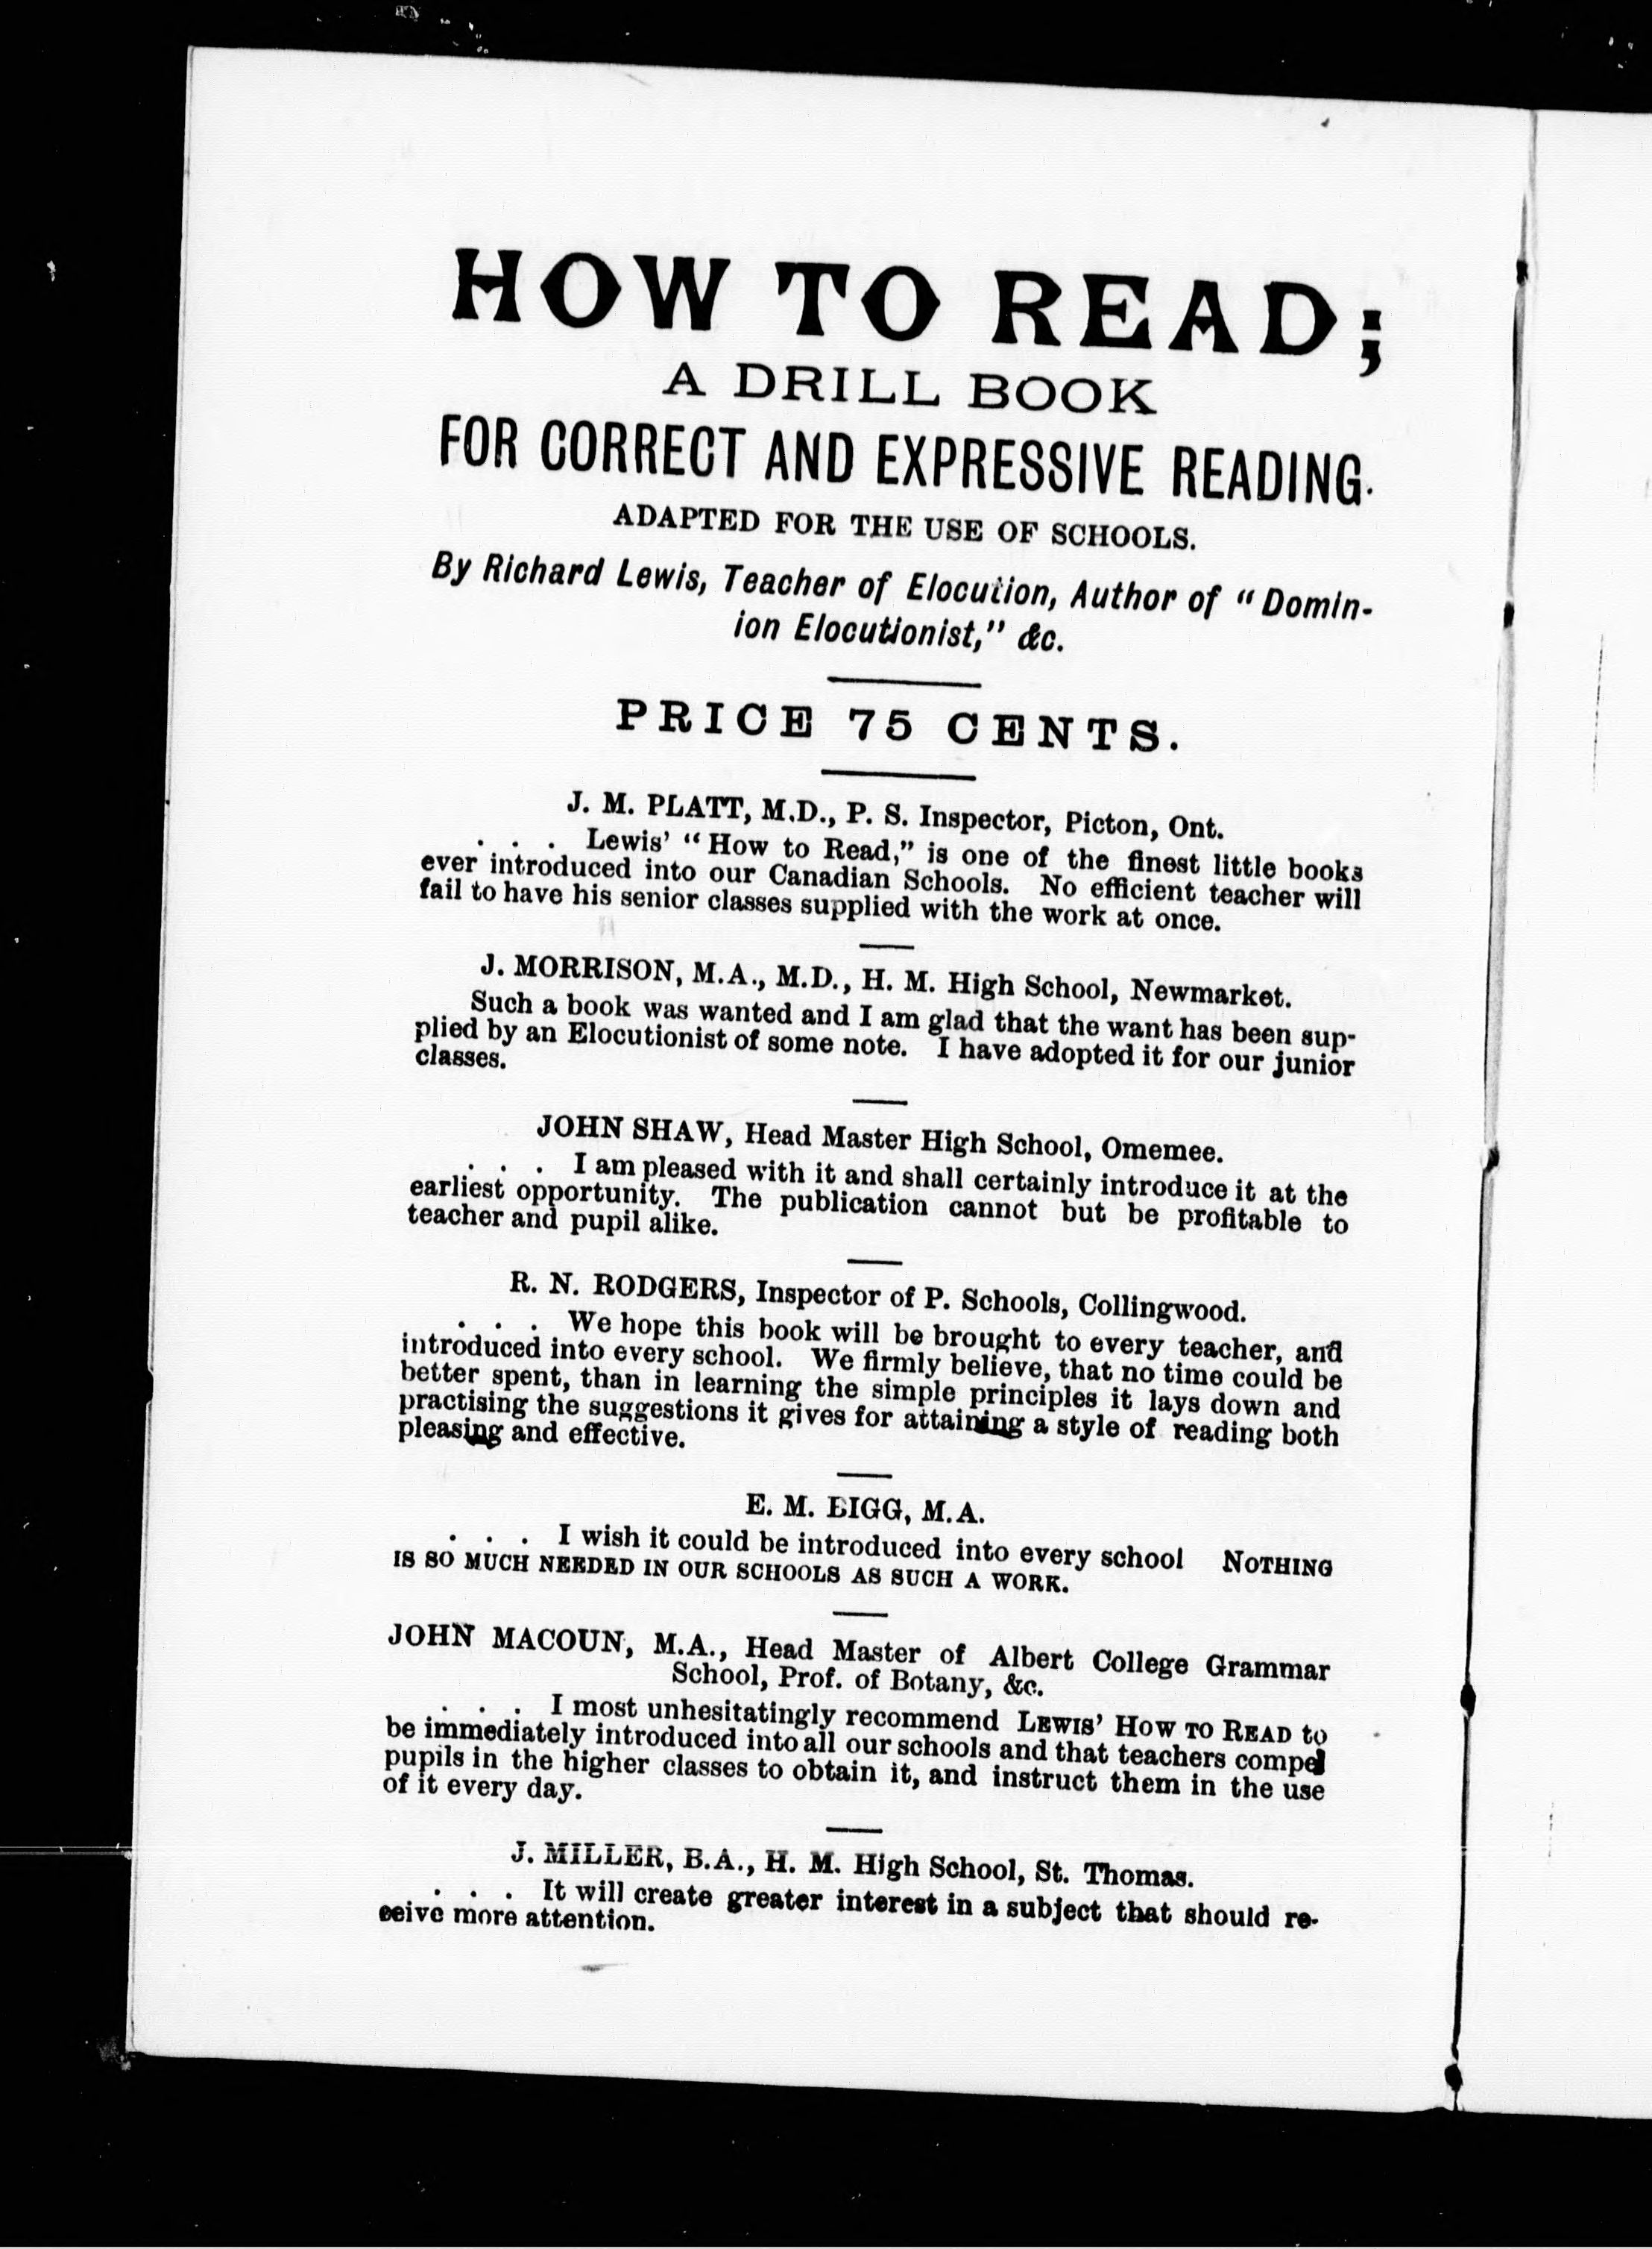 HOW TO READ;
A DRILL BOOK
FOR CORRECT AND EXPRESSIVE READING.
ADAPTED FOR THE USE OF SCHOOLS.
By Richard Lewis, Teacher of Elocution, Author of “Domin-
ion Elocutionist,” &c.
PRICE 75 CENTS.
J. M. PLATT, M.D., P. S. Inspector, Picton, Ont.
. . . Lewis’ “How to Read,” is one of the finest little books
ever introduced into our Canadian Schools. No efficient teacher will
fail to have his senior classes supplied with the work at once.
J. MORRISON, M.A., M.D., H. M. High School, Newmarket.
Such a book was wanted and I am glad that the want has been sup-
plied by an Elocutionist of some note. I have adopted it for our junior
classes.
JOHN SHAW, Head Master High School, Omemee.
. . . I am pleased with it and shall certainly introduce it at the
earliest opportunity. The publication cannot but be profitable to
teacher and pupil alike.
R. N. RODGERS, Inspector of P. Schools, Collingwood.
. . . We hope this book will be brought to every teacher, and
introduced into every school. We firmly believe, that no time could be
better spent, than in learning the simple principles it lays down and
practising the suggestions it gives for attaining a style of reading both
pleasing and effective.
E. M. BIGG, M.A.
. . . I wish it could be introduced into every school NOTHING
IS SO MUCH NEEDED IN OUR SCHOOLS AS SUCH A WORK.
JOHN MACOUN, M.A., Head Master of Albert College Grammar
School, Prof. of Botany, &c.
. . . I most unhesitatingly recommend LEWIS’ HOW TO READ to
be immediately introduced into all our schools and that teachers compel
pupils in the higher classes to obtain it, and instruct them in the use
of it every day.
J. MILLER, B.A., H. M. High School, St. Thomas.
. . . It will create greater interest in a subject that should re-
ceive more attention.